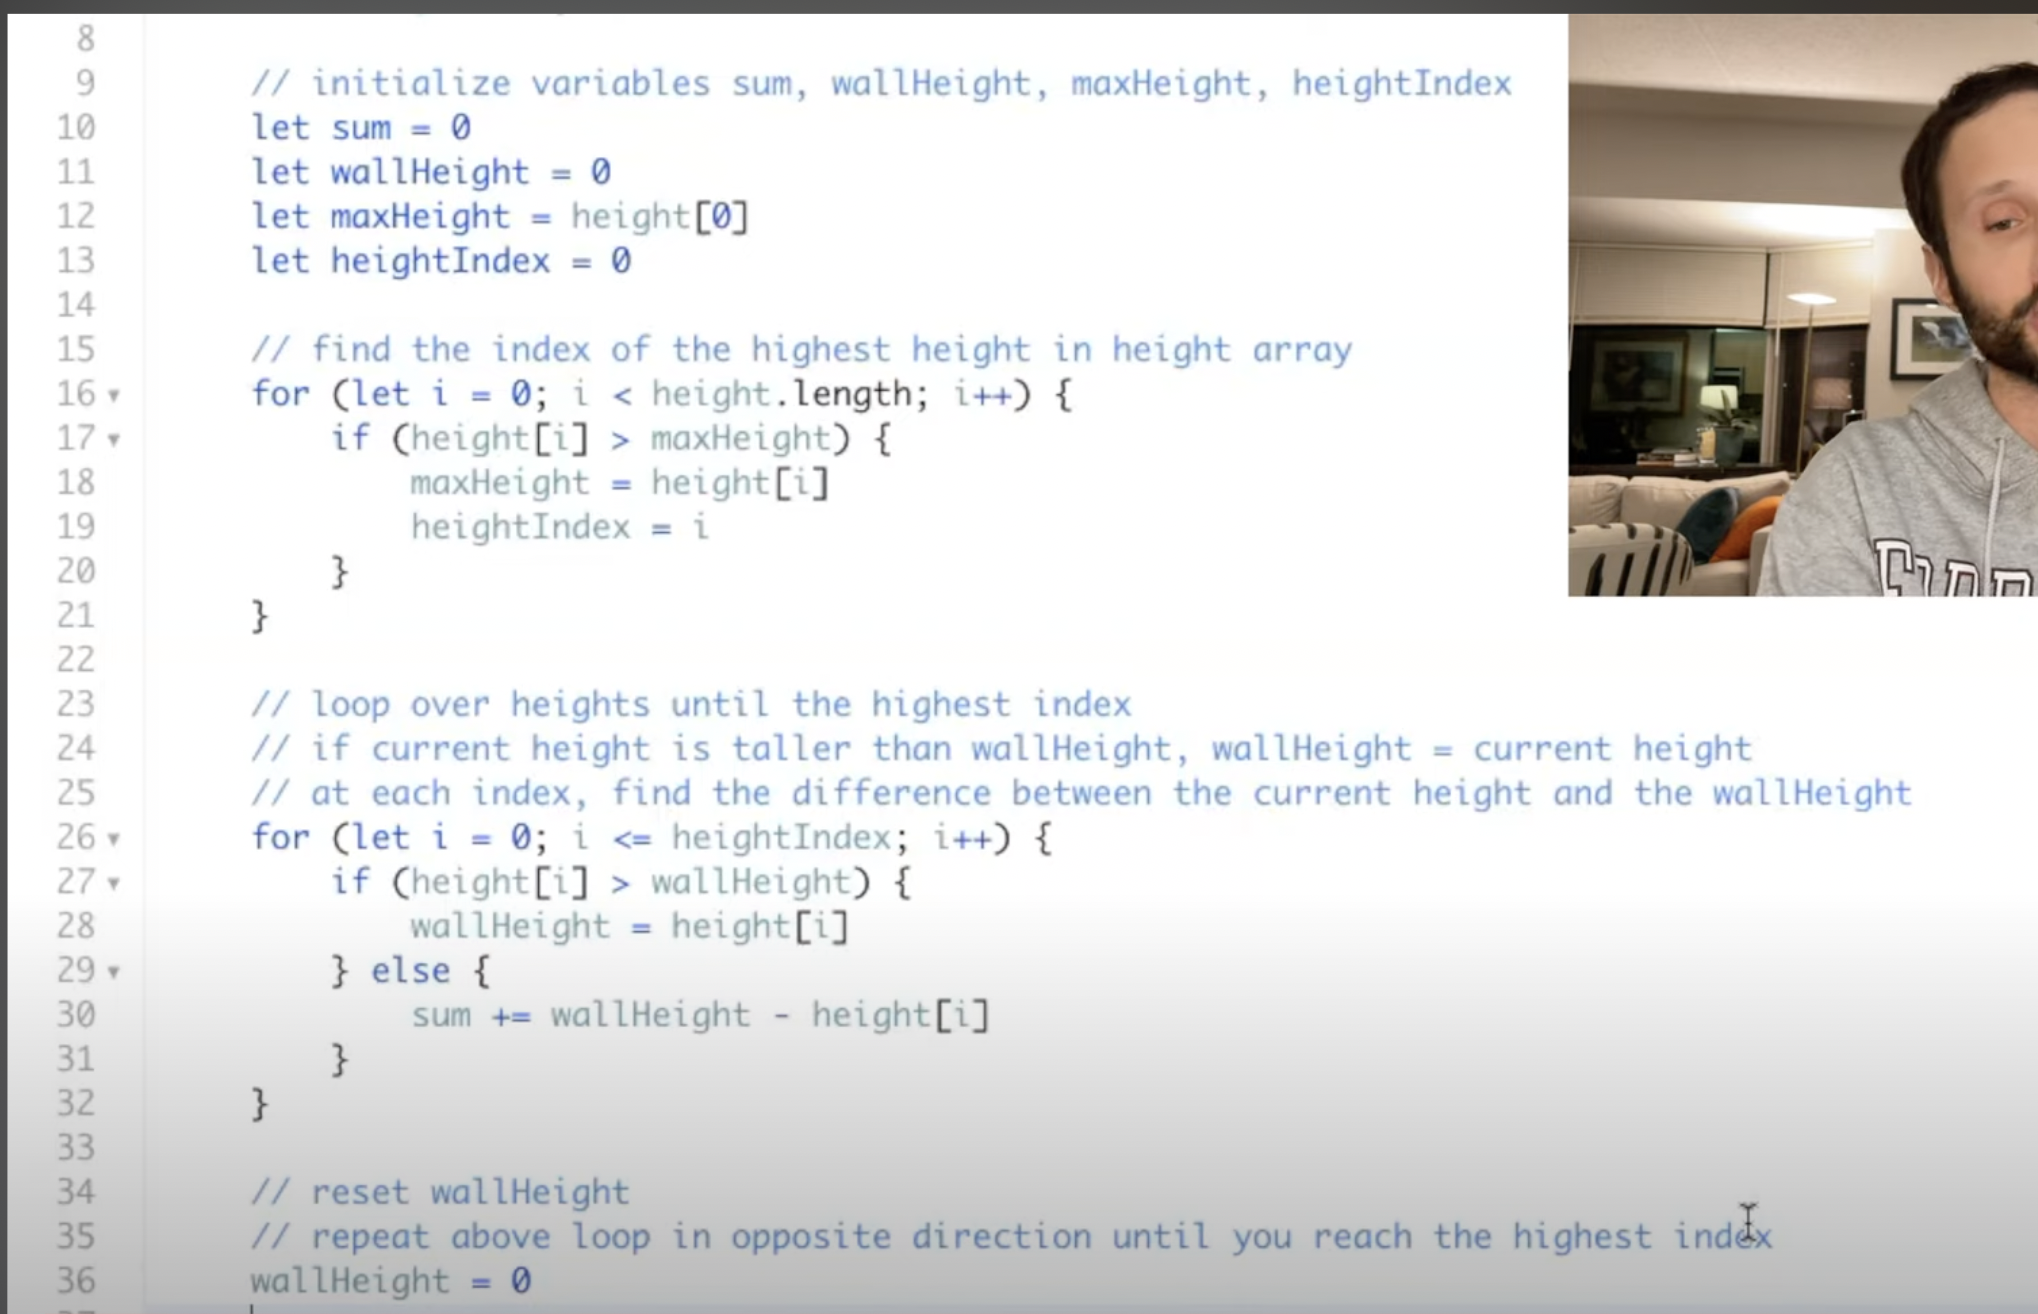 8
9 // initialize variables sum, wallHeight, maxHeight, heightIndex
10 let sum = 0
11 let wallHeight = 0
12 let maxHeight = height[0]
13 let heightIndex = 0
14
15 // find the index of the highest height in height array
16 for (let i = 0; i < height.length; i++) {
17 if (height[i] > maxHeight) {
18 maxHeight = height[i]
19 heightIndex = i
20 }
21 }
22
23 // loop over heights until the highest index
24 // if current height is taller than wallHeight, wallHeight = current height
25 // at each index, find the difference between the current height and the wallHeight
26 for (let i = 0; i <= heightIndex; i++) {
27 if (height[i] > wallHeight) {
28 wallHeight = height[i]
29 } else {
30 sum += wallHeight - height[i]
31 }
32 }
33
34 // reset wallHeight
35 // repeat above loop in opposite direction until you reach the highest index
36 wallHeight = 0